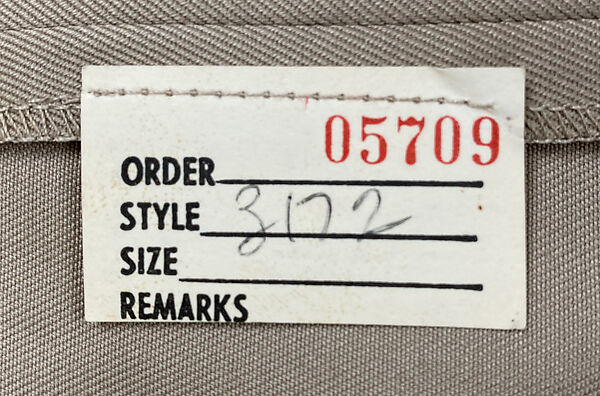 05709
ORDER
STYLE 3172
SIZE
REMARKS